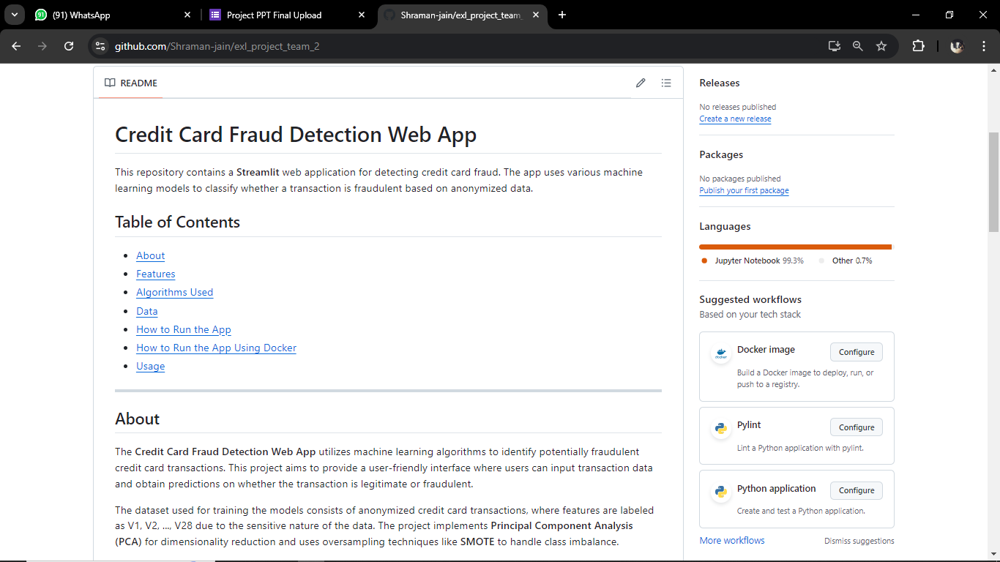 (91) WhatsApp
Project PPT Final Upload
Shraman-jain/exl_project_team_
github.com/Shraman-jain/exl_project_team_2
README
Credit Card Fraud Detection Web App
This repository contains a Streamlit web application for detecting credit card fraud. The app uses various machine
learning models to classify whether a transaction is fraudulent based on anonymized data.
Table of Contents
About
Features
Algorithms Used
Data
How to Run the App
How to Run the App Using Docker
Usage
About
The Credit Card Fraud Detection Web App utilizes machine learning algorithms to identify potentially fraudulent
credit card transactions. This project aims to provide a user-friendly interface where users can input transaction data
and obtain predictions on whether the transaction is legitimate or fraudulent.
The dataset used for training the models consists of anonymized credit card transactions, where features are labeled
as V1, V2, ..., V28 due to the sensitive nature of the data. The project implements Principal Component Analysis
(PCA) for dimensionality reduction and uses oversampling techniques like SMOTE to handle class imbalance.
Releases
No releases published
Create a new release
Packages
No packages published
Publish your first package
Languages
Jupyter Notebook 99.3% Other 0.7%
Suggested workflows
Based on your tech stack
Docker image Configure
Build a Docker image to deploy, run, or
push to a registry.
Pylint Configure
Lint a Python application with pylint.
Python application Configure
Create and test a Python application.
More workflows Dismiss suggestions